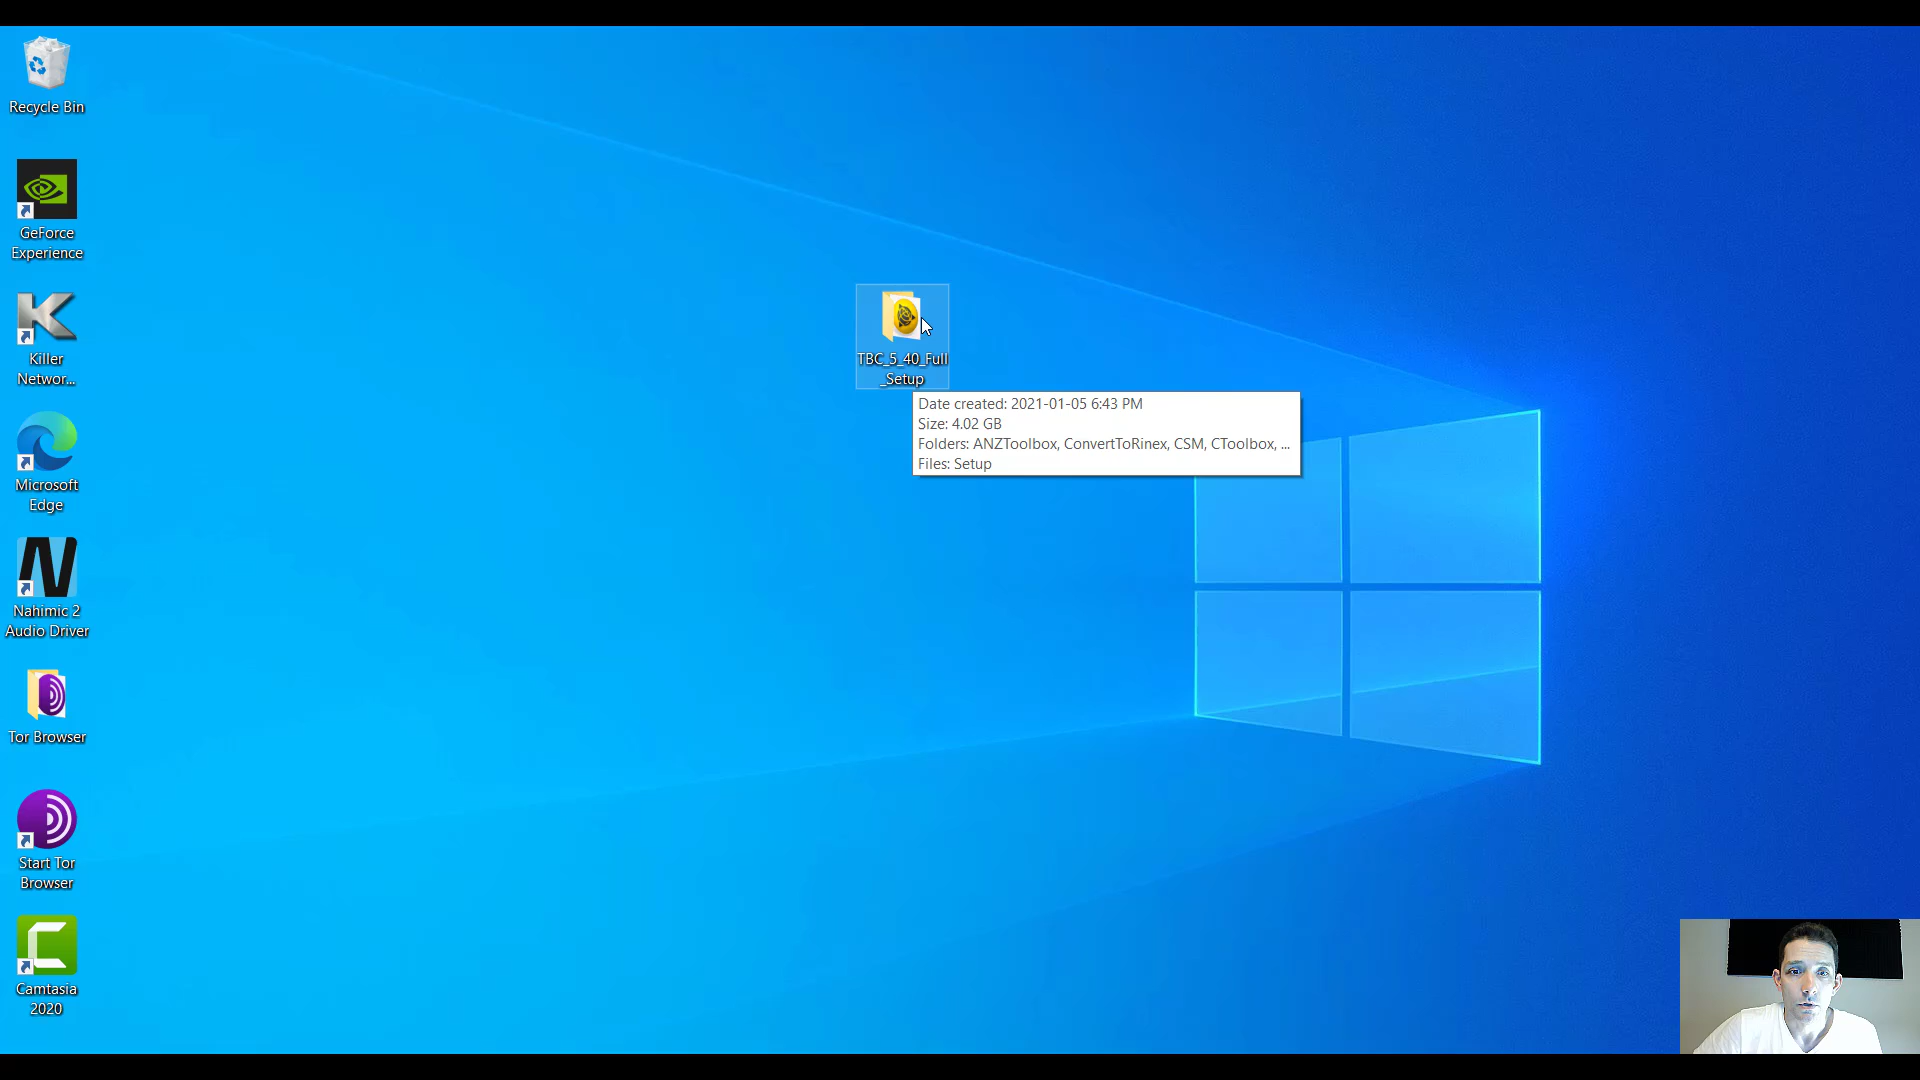 Recycle Bin
GeForce
Experience
Killer
Networ...
Microsoft
Edge
Nahimic 2
Audio Driver
Tor Browser
Start Tor
Browser
Camtasia
2020
TBC_5_40_Full
_Setup
Date created: 2021-01-05 6:43 PM
Size: 4.02 GB
Folders: ANZToolbox, ConvertToRinex, CSM, CToolbox, ...
Files: Setup